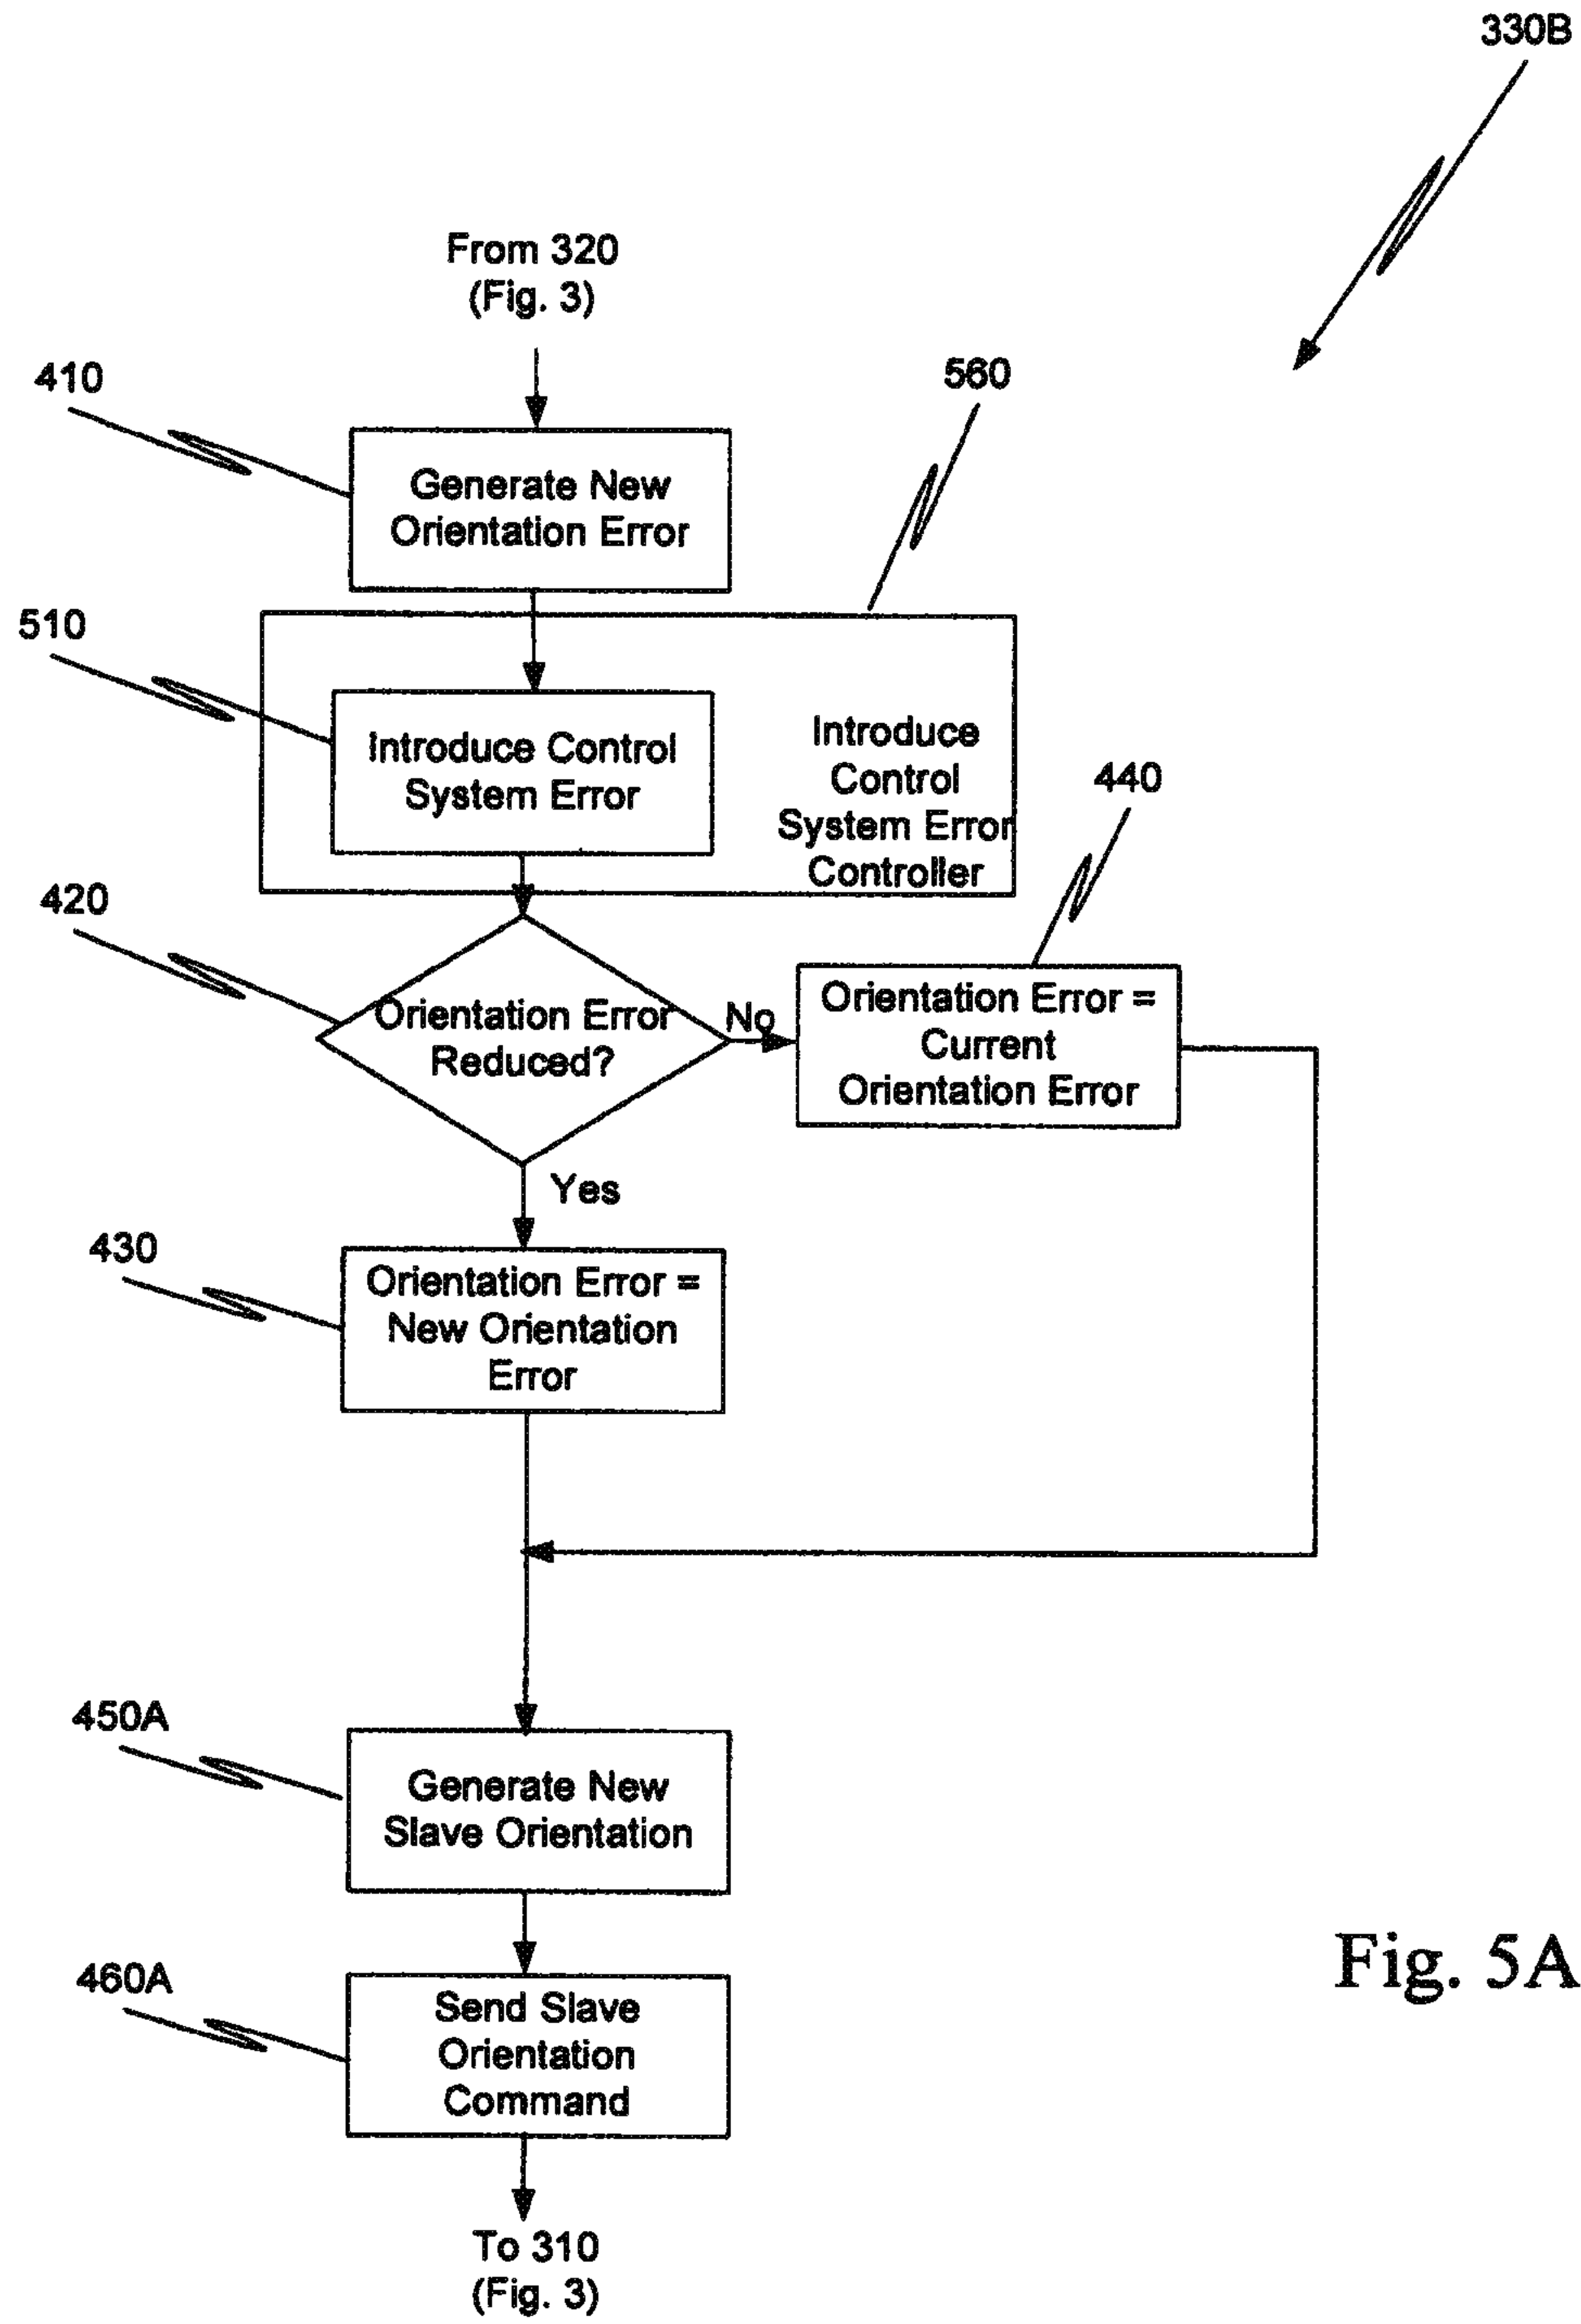 330B
From 320
(Fig. 3)
410
560
Generate New
Orientation Error
510
Introduce Control
System Error
Introduce
Control
System Error
Controller
440
420
Orientation Error
Reduced?
No
Orientation Error =
Current
Orientation Error
Yes
430
Orientation Error =
New Orientation
Error
450A
Generate New
Slave Orientation
460A
Send Slave
Orientation
Command
Fig. 5A
To 310
(Fig. 3)